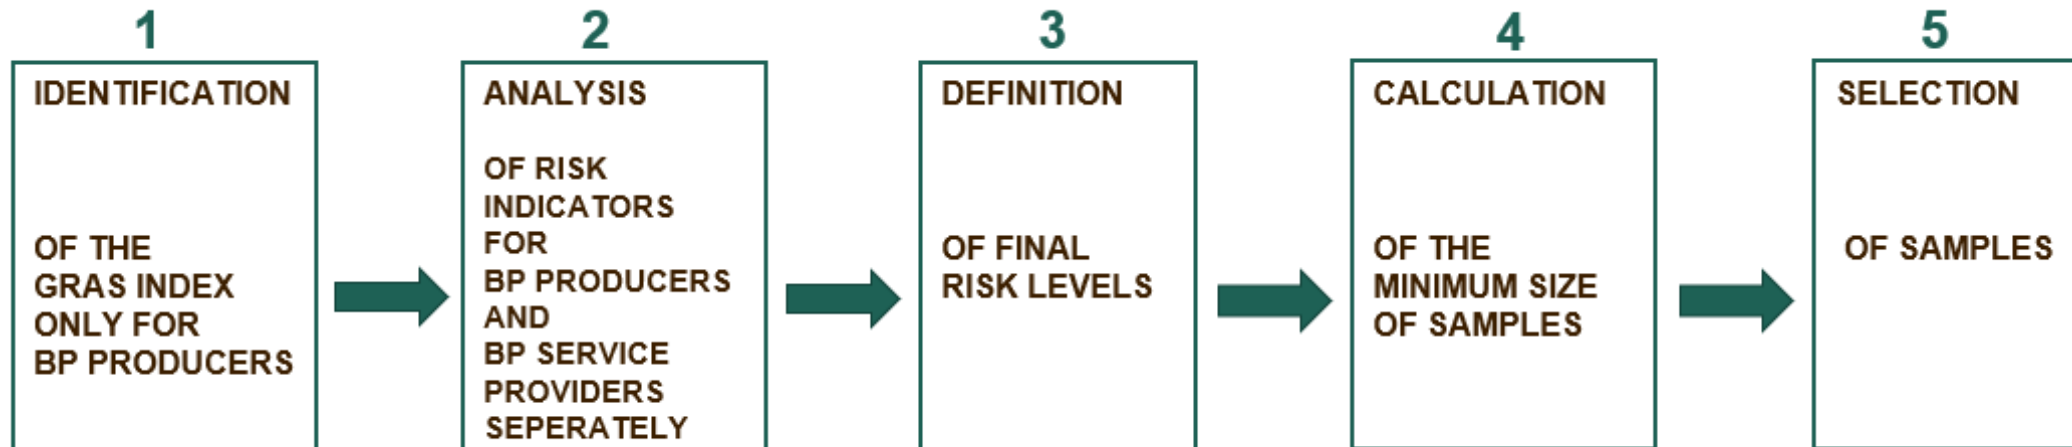 1
IDENTIFICATION
OF THE
GRAS INDEX
ONLY FOR
BP PRODUCERS
2
ANALYSIS
OF RISK
INDICATORS
FOR
BP PRODUCERS
AND
BP SERVICE
PROVIDERS
SEPERATELY
3
DEFINITION
OF FINAL
RISK LEVELS
4
CALCULATION
OF THE
MINIMUM SIZE
OF SAMPLES
5
SELECTION
OF SAMPLES